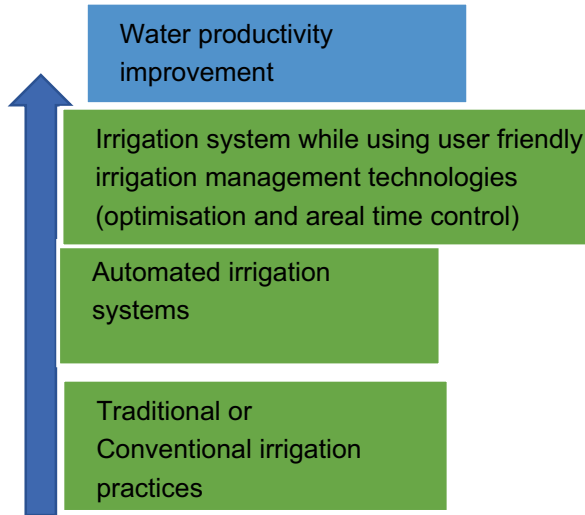 Water productivity
improvement
Irrigation system while using user friendly
irrigation management technologies
(optimisation and areal time control)
Automated irrigation
systems
Traditional or
Conventional irrigation
practices